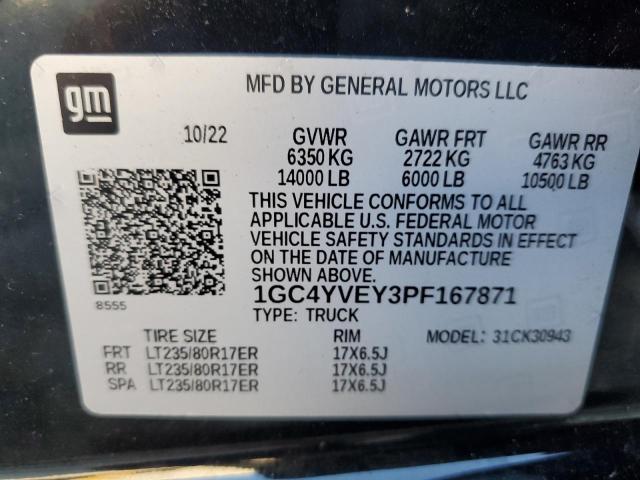 gm
MFD BY GENERAL MOTORS LLC
10/22 GVWR GAWR FRT GAWR RR
6350 KG 2722 KG 4763 KG
14000 LB 6000 LB 10500 LB
THIS VEHICLE CONFORMS TO ALL
APPLICABLE U.S. FEDERAL MOTOR
VEHICLE SAFETY STANDARDS IN EFFECT
ON THE DATE OF MANUFACTURE
SHOWN ABOVE.
8555
1GC4YVEY3PF167871
TYPE: TRUCK
TIRE SIZE RIM MODEL: 31CK30943
FRT LT235/80R17ER 17X6.5J
RR LT235/80R17ER 17X6.5J
SPA LT235/80R17ER 17X6.5J